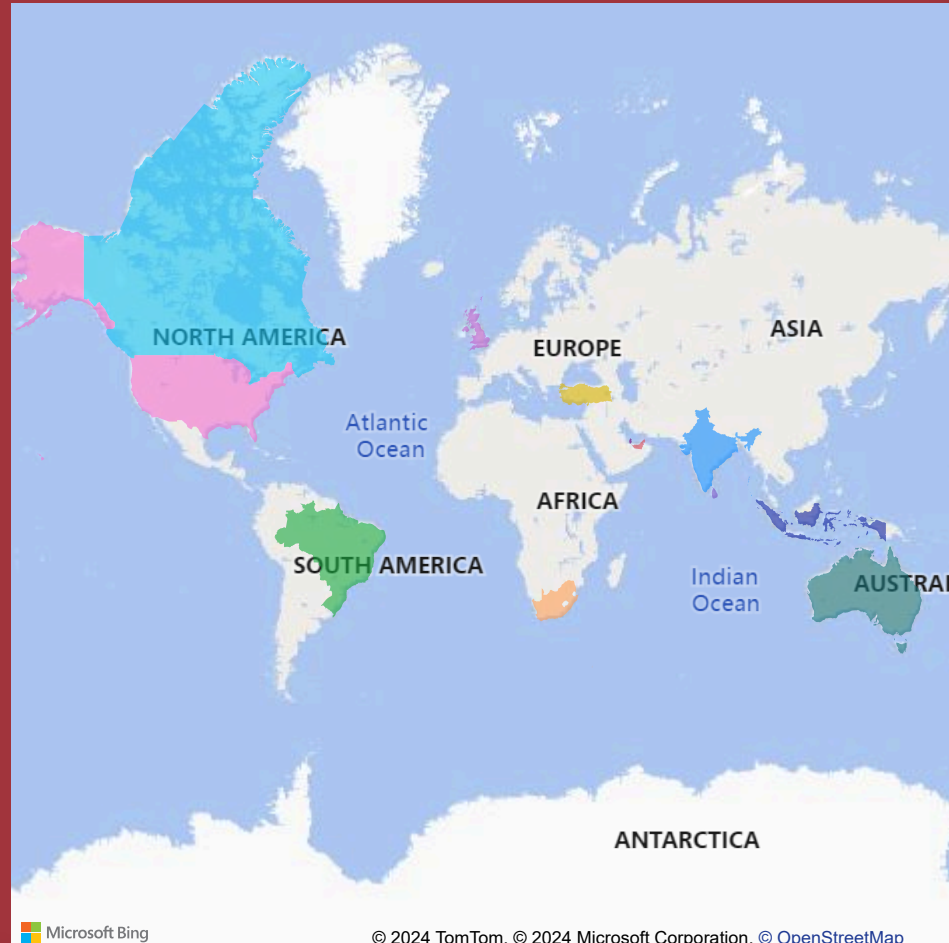 NORTH AMERICA
EUROPE
ASIA
Atlantic
Ocean
AFRICA
SOUTH AMERICA
Indian
Ocean
AUSTRAL
ANTARCTICA
Microsoft Bing
© 2024 TomTom, © 2024 Microsoft Corporation, © OpenStreetMap